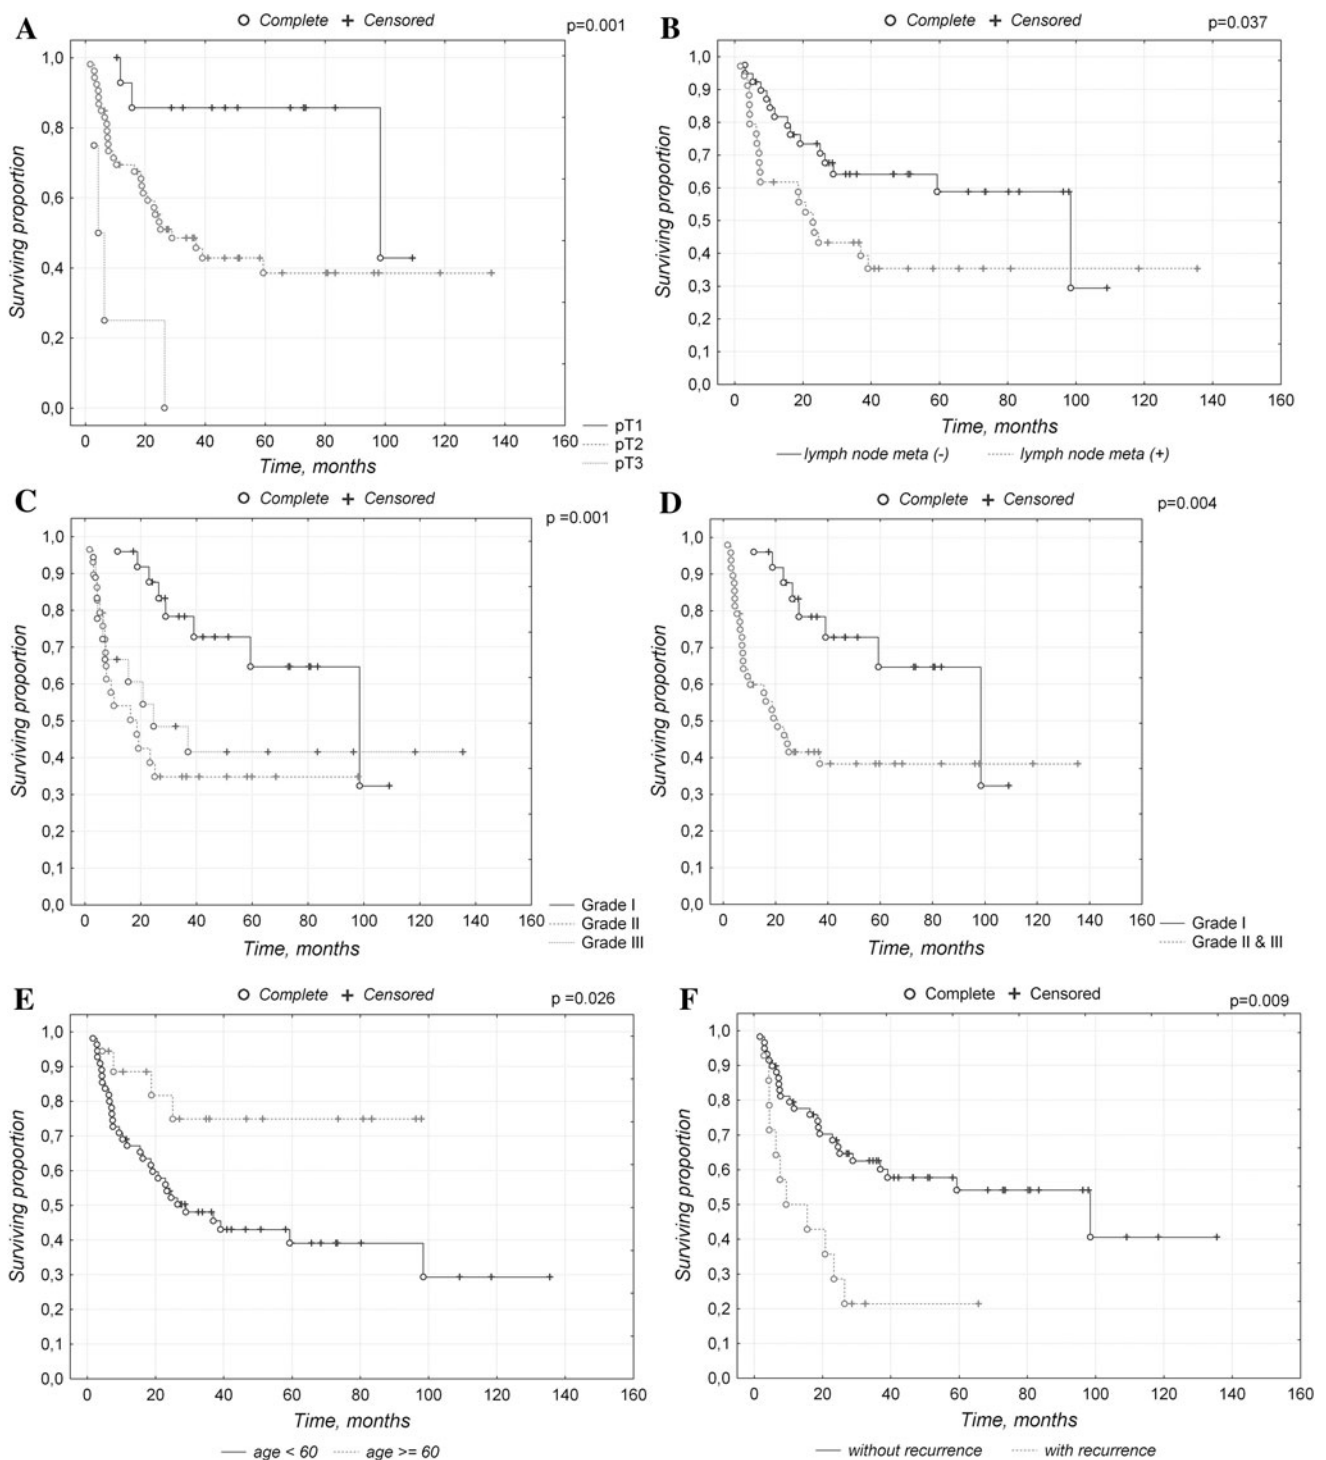 A
Complete Censored
p=0.001
1,0
0,8
0,6
0,4
0,2
0,0
Surviving proportion
0 20 40 60 80 100 120 140 160
Time, months
pT1
pT2
pT3
B
Complete Censored
p=0.037
1,0
0,9
0,8
0,7
0,6
0,5
0,4
0,3
0,2
0,1
0,0
Surviving proportion
0 20 40 60 80 100 120 140 160
Time, months
lymph node meta (-) lymph node meta (+)
C
Complete Censored
p =0.001
1,0
0,9
0,8
0,7
0,6
0,5
0,4
0,3
0,2
0,1
0,0
Surviving proportion
0 20 40 60 80 100 120 140 160
Time, months
Grade I
Grade II
Grade III
D
Complete Censored
p=0.004
1,0
0,9
0,8
0,7
0,6
0,5
0,4
0,3
0,2
0,1
0,0
Surviving proportion
0 20 40 60 80 100 120 140 160
Time, months
Grade I
Grade II & III
E
Complete Censored
p =0.026
1,0
0,9
0,8
0,7
0,6
0,5
0,4
0,3
0,2
0,1
0,0
Surviving proportion
0 20 40 60 80 100 120 140 160
Time, months
age < 60 age >= 60
F
Complete Censored
p=0.009
1,0
0,9
0,8
0,7
0,6
0,5
0,4
0,3
0,2
0,1
0,0
Surviving proportion
0 20 40 60 80 100 120 140 160
Time, months
without recurrence with recurrence